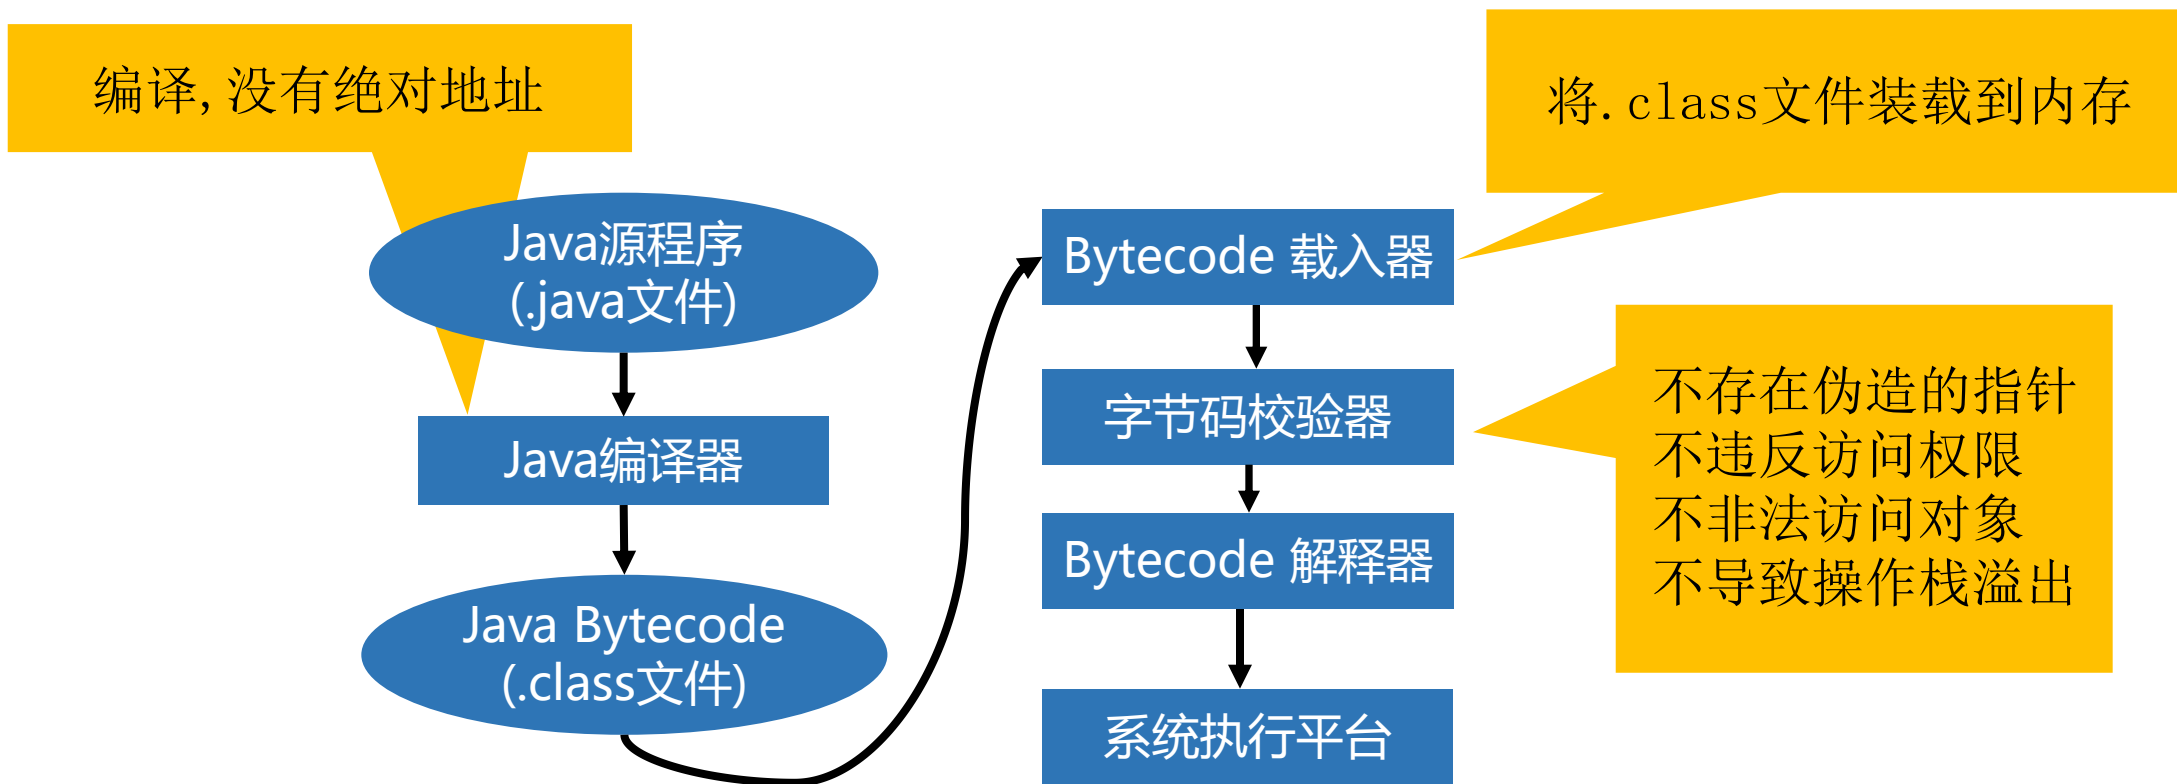 编译,没有绝对地址
Java源程序
(.java文件)
Java编译器
Java Bytecode
(.class文件)
将.class文件装载到内存
Bytecode 载入器
字节码校验器
不存在伪造的指针
不违反访问权限
不非法访问对象
不导致操作栈溢出
Bytecode 解释器
系统执行平台